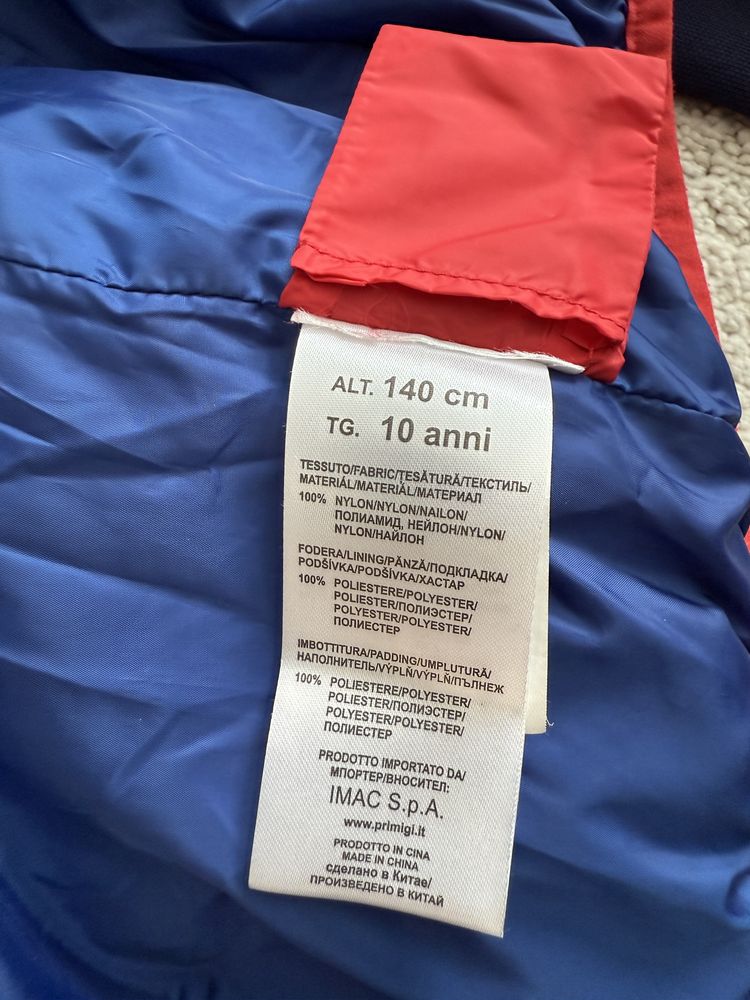 ALT. 140 cm
TG. 10 anni
TESSUTO/FABRIC/ȚESĂTURĂ/ТЕКСТИЛЬ/
MATERIÁL/MATERIÁL/МАТЕРИАЛ
100% NYLON/NYLON/NAILON/
ПОЛИАМИД, НЕЙЛОН/NYLON/
NYLON/НАЙЛОН
FODERA/LINING/PÂNZĂ/ПОДКЛАДКА/
PODŠÍVKA/PODŠÍVKA/ХАСТАР
100% POLIESTERE/POLYESTER/
POLIESTER/ПОЛИЭСТЕР/
POLYESTER/POLYESTER/
ПОЛИЕСТЕР
IMBOTTITURA/PADDING/UMPLUTURĂ/
НАПОЛНИТЕЛЬ/VÝPLŇ/VÝPLŇ/ПЪЛНЕЖ
100% POLIESTERE/POLYESTER/
POLIESTER/ПОЛИЭСТЕР/
POLYESTER/POLYESTER/
ПОЛИЕСТЕР
PRODOTTO IMPORTATO DA/
МПОРТЕР/ВНОСИТЕЛ:
IMAC S.p.A.
www.primigi.it
PRODOTTO IN CINA
MADE IN CHINA
сделано в Китае/
ПРОИЗВЕДЕНО В КИТАЙ